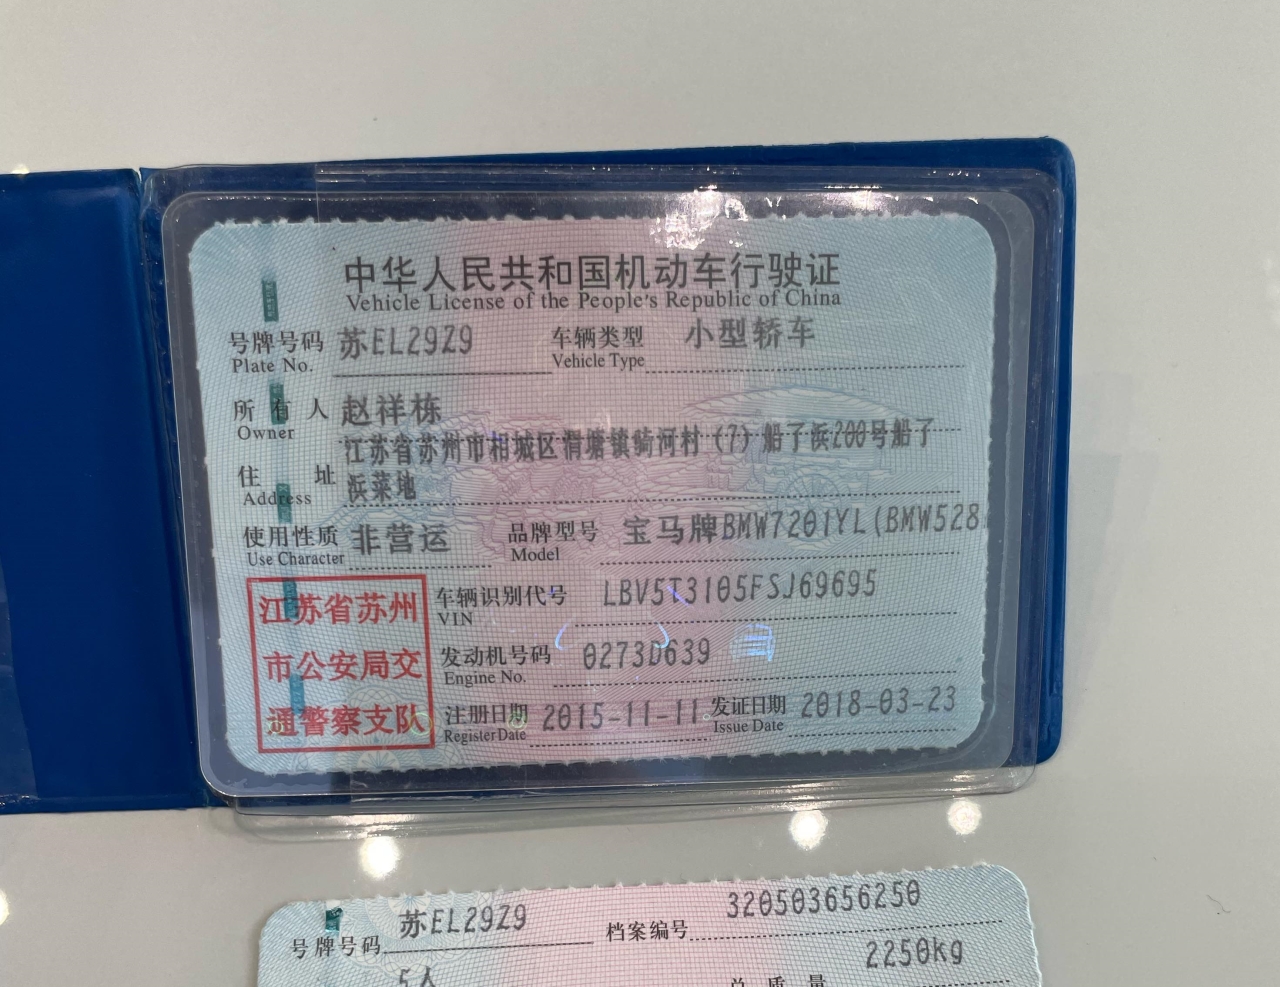 中华人民共和国机动车行驶证
Vehicle License of the People's Republic of China
号牌号码 苏EL29Z9 车辆类型 小型轿车
Plate No. Vehicle Type
所有人 赵祥栋
Owner
江苏省苏州市相城区渭塘镇骑河村（7）船子浜200号船子
住址 浜菜地
Address
使用性质 非营运 品牌型号 宝马牌BMW7201YL(BMW528
Use Character Model
江苏省苏州
市公安局交
通警察支队
车辆识别代号 LBV5T3105FSJ69695
VIN
发动机号码 0273D639
Engine No.
注册日期 2015-11-11 发证日期 2018-03-23
Register Date Issue Date
号牌号码 苏EL29Z9 档案编号 320503656250
5人 总质量 2250kg